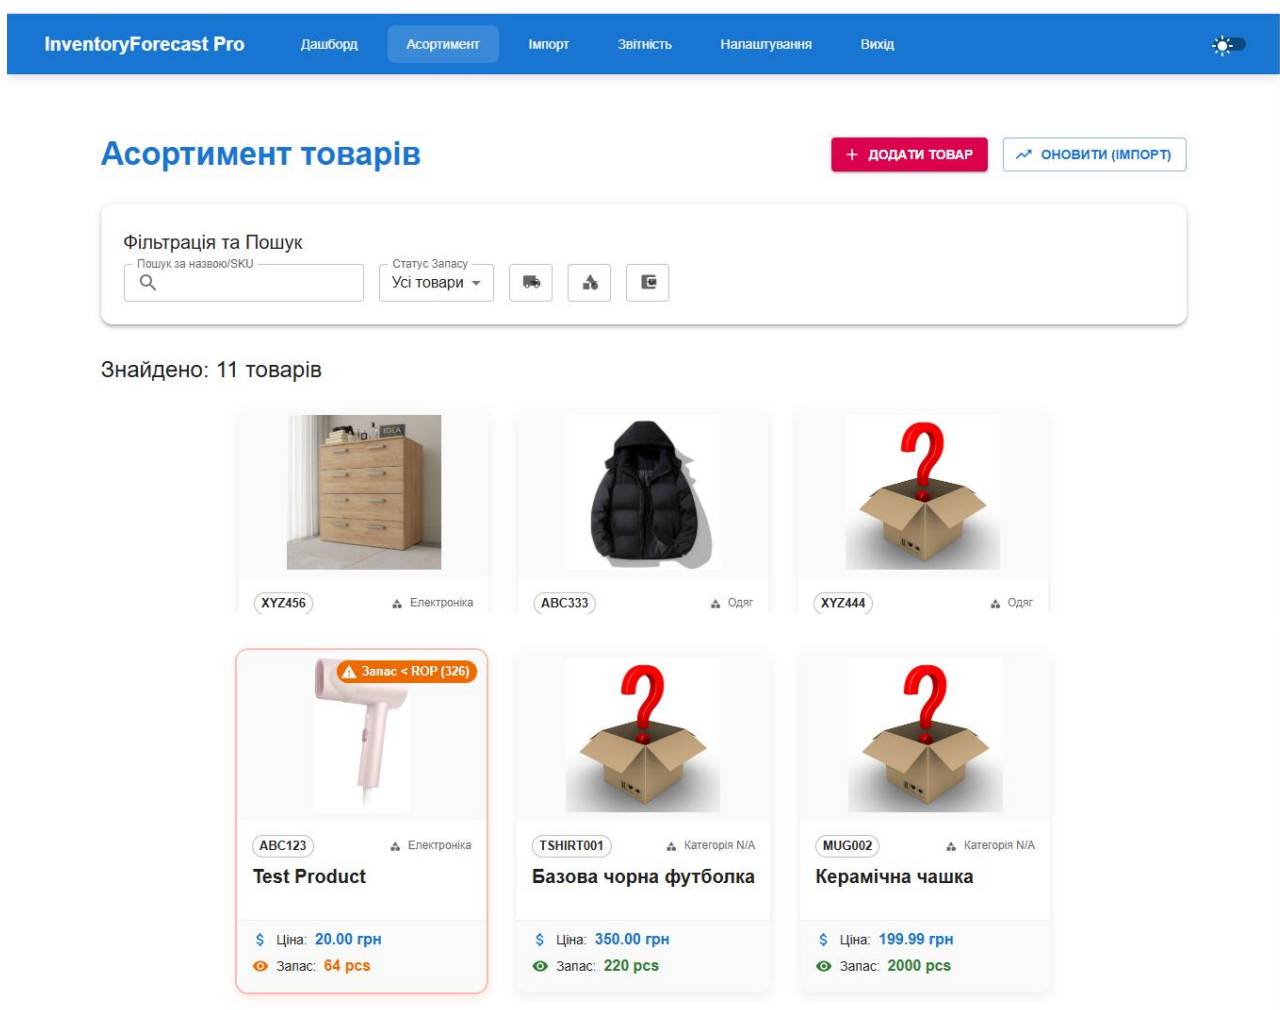 InventoryForecast Pro Дашборд Асортимент Імпорт Звітність Налаштування Вихід
Асортимент товарів
+ ДОДАТИ ТОВАР ОНОВИТИ (ІМПОРТ)
Фільтрація та Пошук
Пошук за назвою/SKU Статус Запасу
Усі товари
Знайдено: 11 товарів
IDEA
XYZ456 Електроніка ABC333 Одяг XYZ444 Одяг
Запас < ROP (326)
ABC123 Електроніка TSHIRT001 Категорія N/A MUG002 Категорія N/A
Test Product Базова чорна футболка Керамічна чашка
$ Ціна: 20.00 грн $ Ціна: 350.00 грн $ Ціна: 199.99 грн
Запас: 64 pcs Запас: 220 pcs Запас: 2000 pcs